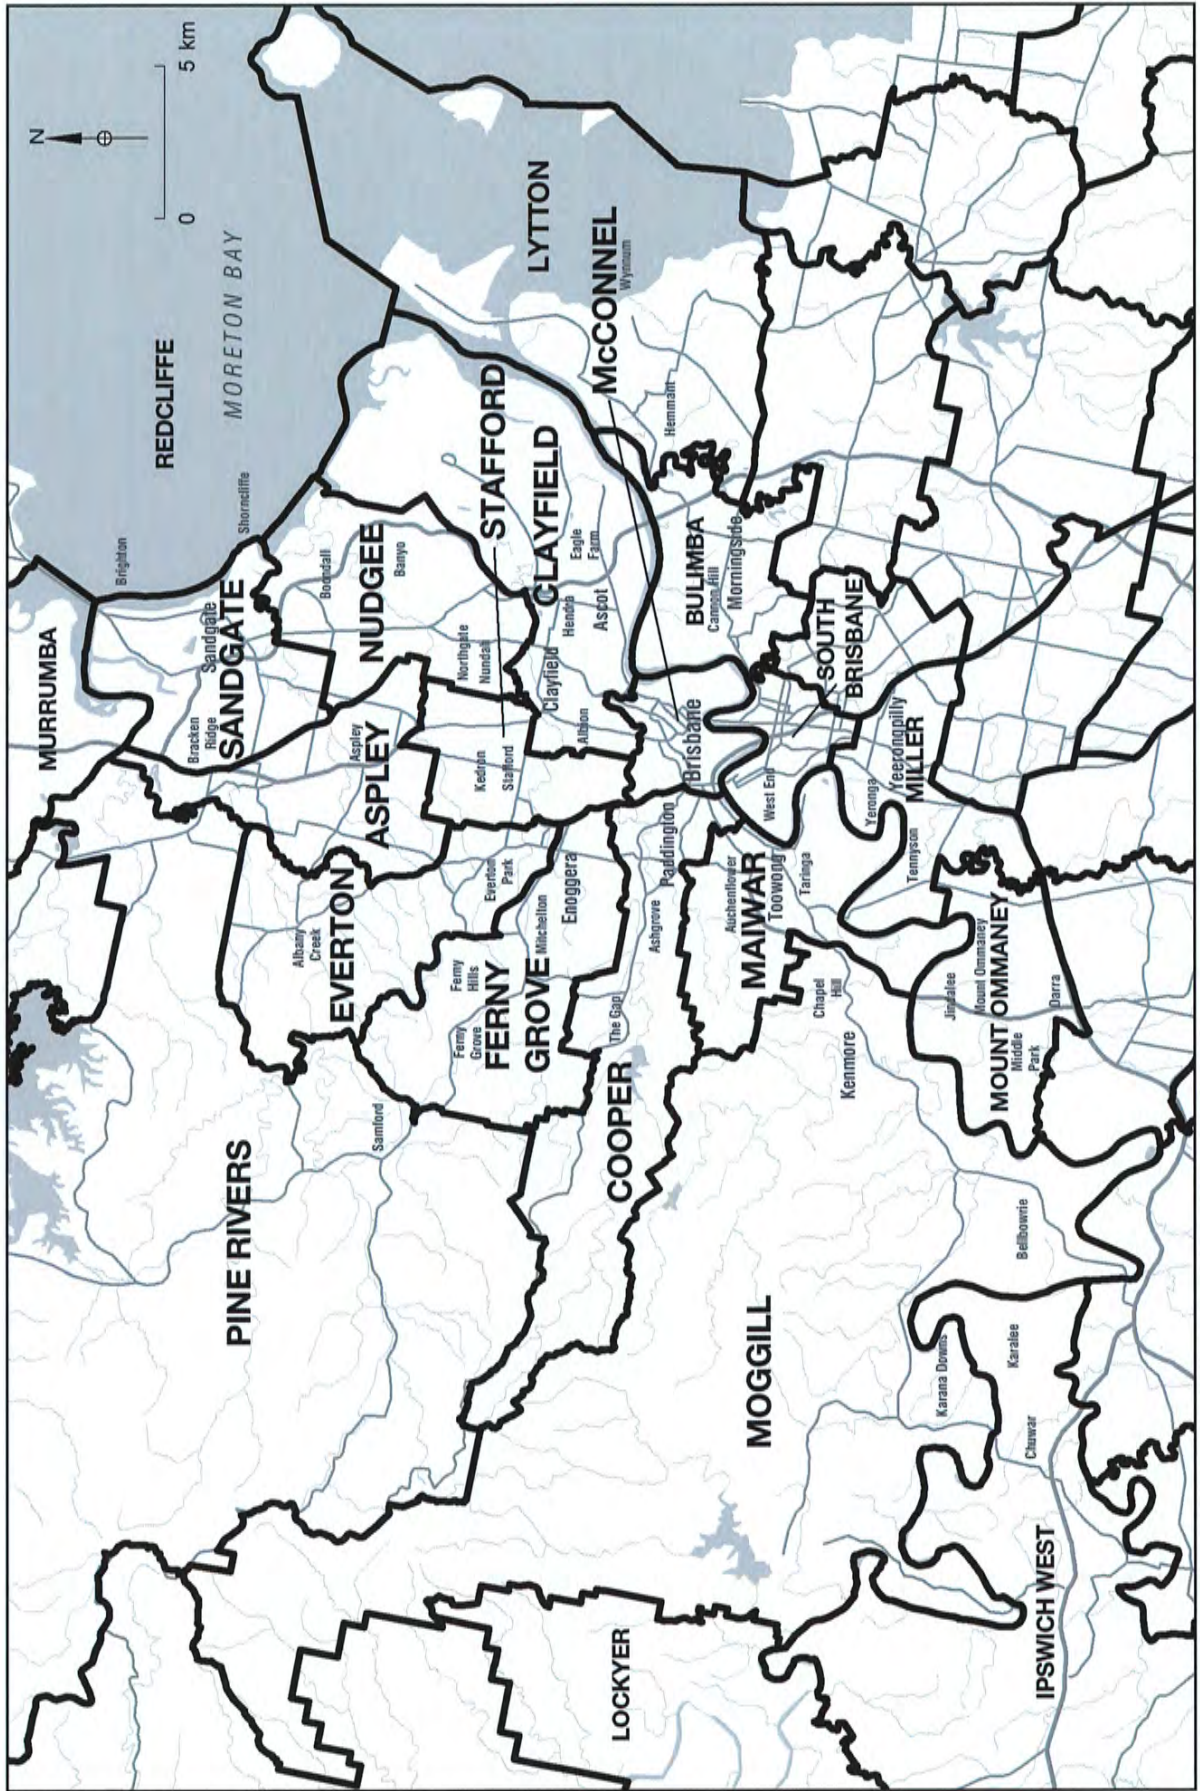 N
MURRUMBA
Brighton
REDCLIFFE
0 5 km
Bracken
Ridge
Sandgate
SANDGATE
MORETON BAY
PINE RIVERS
Shorncliffe
Albany
Creek
Boondall
EVERTON
Aspley
NUDGEE
Samford
ASPLEY
Banyo
Ferny
Grove
Ferny
Hills
Northgate
Nundah
Kedron
Everton
Park
STAFFORD
FERNY
GROVE
Stafford
LYTTON
Mitchelton
CLAYFIELD
Clayfield
Enoggera
Hendra
Eagle
Farm
Albion
Ascot
McCONNEL
LOCKYER
COOPER
The Gap
Wynnum
Ashgrove
Paddington
Hemmant
Brisbane
BULIMBA
Cannon Hill
Auchenflower
Morningside
MAIWAR
MOGGILL
West End
Toowong
Taringa
Chapel
Hill
SOUTH
BRISBANE
Kenmore
Yeronga
Yeerongpilly
MILLER
Tennyson
Karana Downs
Jindalee
Mount Ommaney
MOUNT OMMANEY
Karalee
Middle
Park
Bellbowrie
Chuwar
IPSWICH WEST
Darra